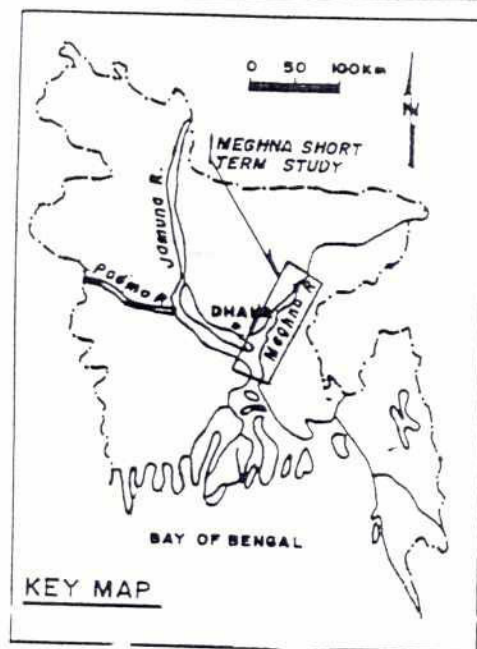 0 50 100Km
N
MEGHNA SHORT
TERM STUDY
Jamuna R.
Padma R
DHAKA
Meghna R
BAY OF BENGAL
KEY MAP